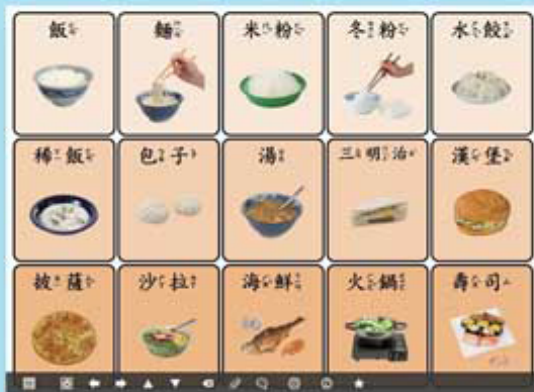 飯 麵 米粉 冬粉 水餃
稀飯 包子 湯 三明治 漢堡
披薩 沙拉 海鮮 火鍋 壽司